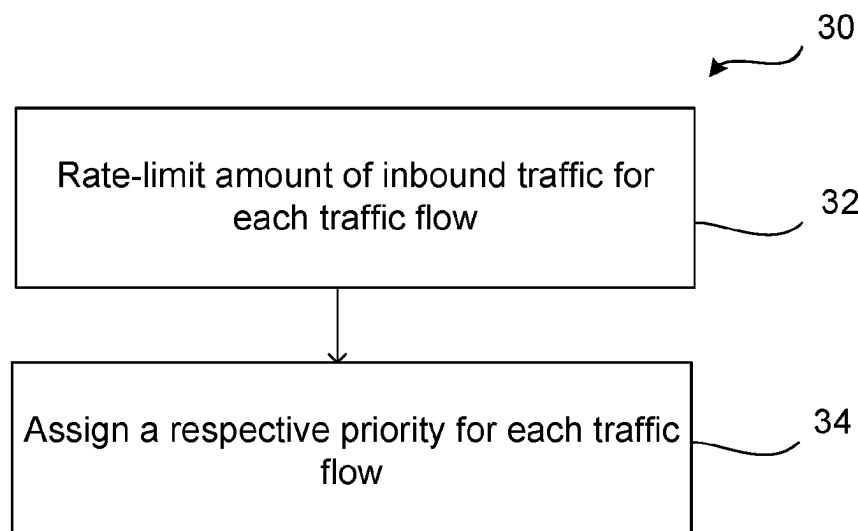 30
Rate-limit amount of inbound traffic for
each traffic flow
32
Assign a respective priority for each traffic
flow
34